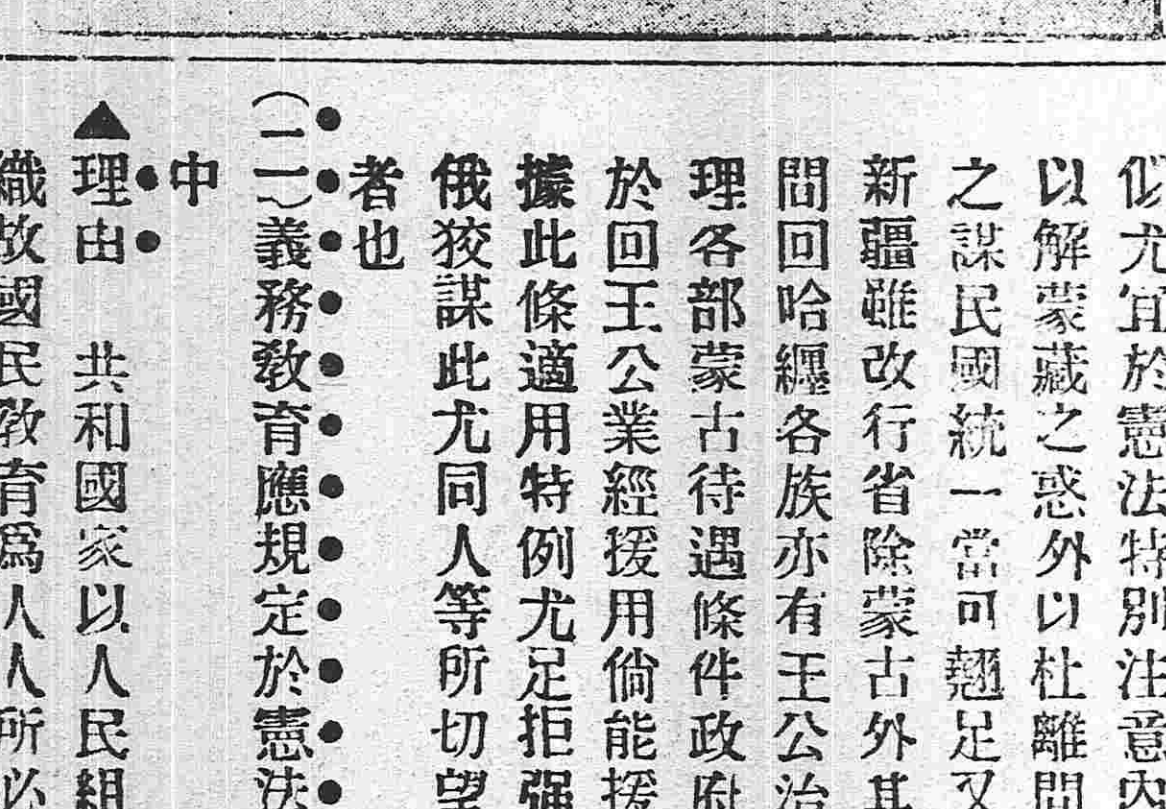 似尤宜於憲法特別注意內
以解蒙藏之惑外以杜離間
之謀民國統一當可翹足又
新疆雖改行省除蒙古外其
間回哈纏各族亦有王公治
理各部蒙古待遇條件政府
於回王公業經援用倘能援
據此條適用特例尤足拒强
俄狡謀此尤同人等所切望
者也
(二一)義務敎育應規定於憲法
中
▲理由　共和國家以人民組
織故國民敎育爲人人所必